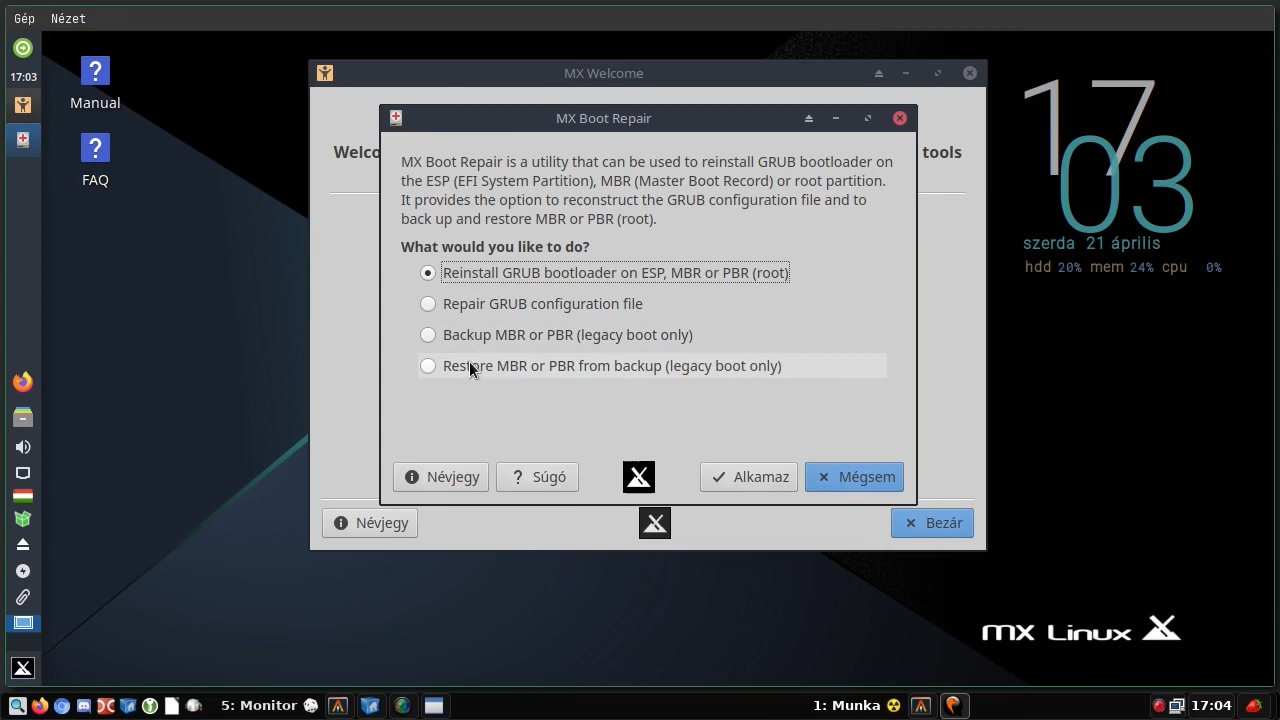 Gép Nézet
17:03
Manual
FAQ
MX Welcome
Welco
tools
MX Boot Repair
MX Boot Repair is a utility that can be used to reinstall GRUB bootloader on
the ESP (EFI System Partition), MBR (Master Boot Record) or root partition.
It provides the option to reconstruct the GRUB configuration file and to
back up and restore MBR or PBR (root).
What would you like to do?
Reinstall GRUB bootloader on ESP, MBR or PBR (root)
Repair GRUB configuration file
Backup MBR or PBR (legacy boot only)
Restore MBR or PBR from backup (legacy boot only)
Névjegy
? Súgó
Alkamaz
Mégsem
Névjegy
Bezár
17
03
szerda 21 április
hdd 20% mem 24% cpu 0%
mx Linux
5: Monitor
1: Munka
17:04